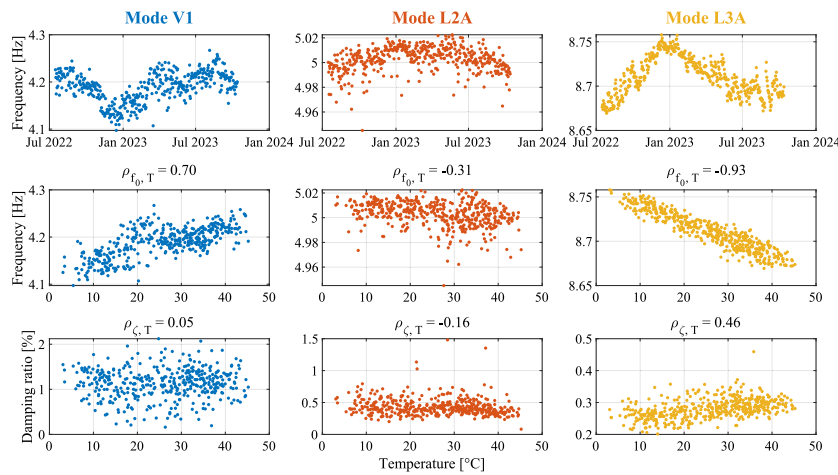 Mode V1 Mode L2A Mode L3A
Frequency [Hz]
4.3
4.2
4.1
Jul 2022 Jan 2023 Jul 2023 Jan 2024
5.02
5
4.98
4.96
Jul 2022 Jan 2023 Jul 2023 Jan 2024
8.75
8.7
8.65
Jul 2022 Jan 2023 Jul 2023 Jan 2024
ρf0, T = 0.70 ρf0, T = -0.31 ρf0, T = -0.93
Frequency [Hz]
4.3
4.2
4.1
0 10 20 30 40 50
5.02
5
4.98
4.96
0 10 20 30 40 50
8.75
8.7
8.65
0 10 20 30 40 50
ρζ, T = 0.05 ρζ, T = -0.16 ρζ, T = 0.46
Damping ratio [%]
2
1
0
0 10 20 30 40 50
1.5
1
0.5
0
0 10 20 30 40 50
0.5
0.4
0.3
0.2
0 10 20 30 40 50
Temperature [°C]